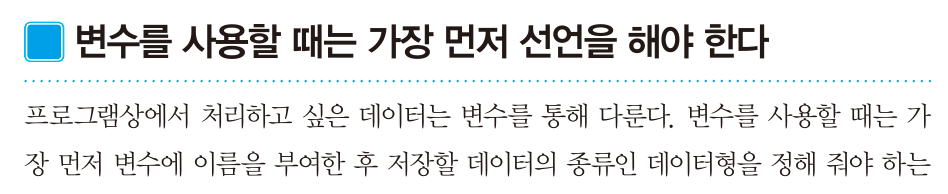 변수를 사용할 때는 가장 먼저 선언을 해야 한다
프로그램상에서 처리하고 싶은 데이터는 변수를 통해 다룬다. 변수를 사용할 때는 가
장 먼저 변수에 이름을 부여한 후 저장할 데이터의 종류인 데이터형을 정해 줘야 하는